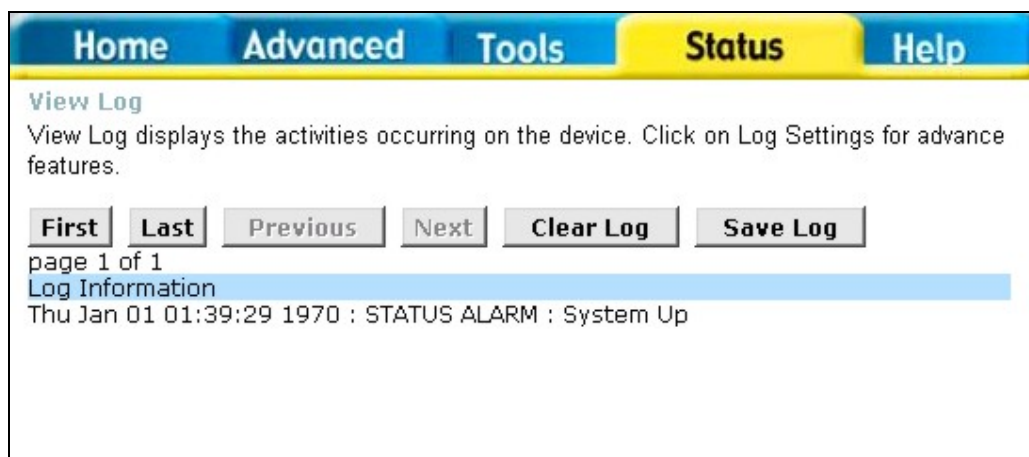 Home Advanced Tools Status Help
View Log
View Log displays the activities occurring on the device. Click on Log Settings for advance
features.
First Last Previous Next Clear Log Save Log
page 1 of 1
Log Information
Thu Jan 01 01:39:29 1970 : STATUS ALARM : System Up